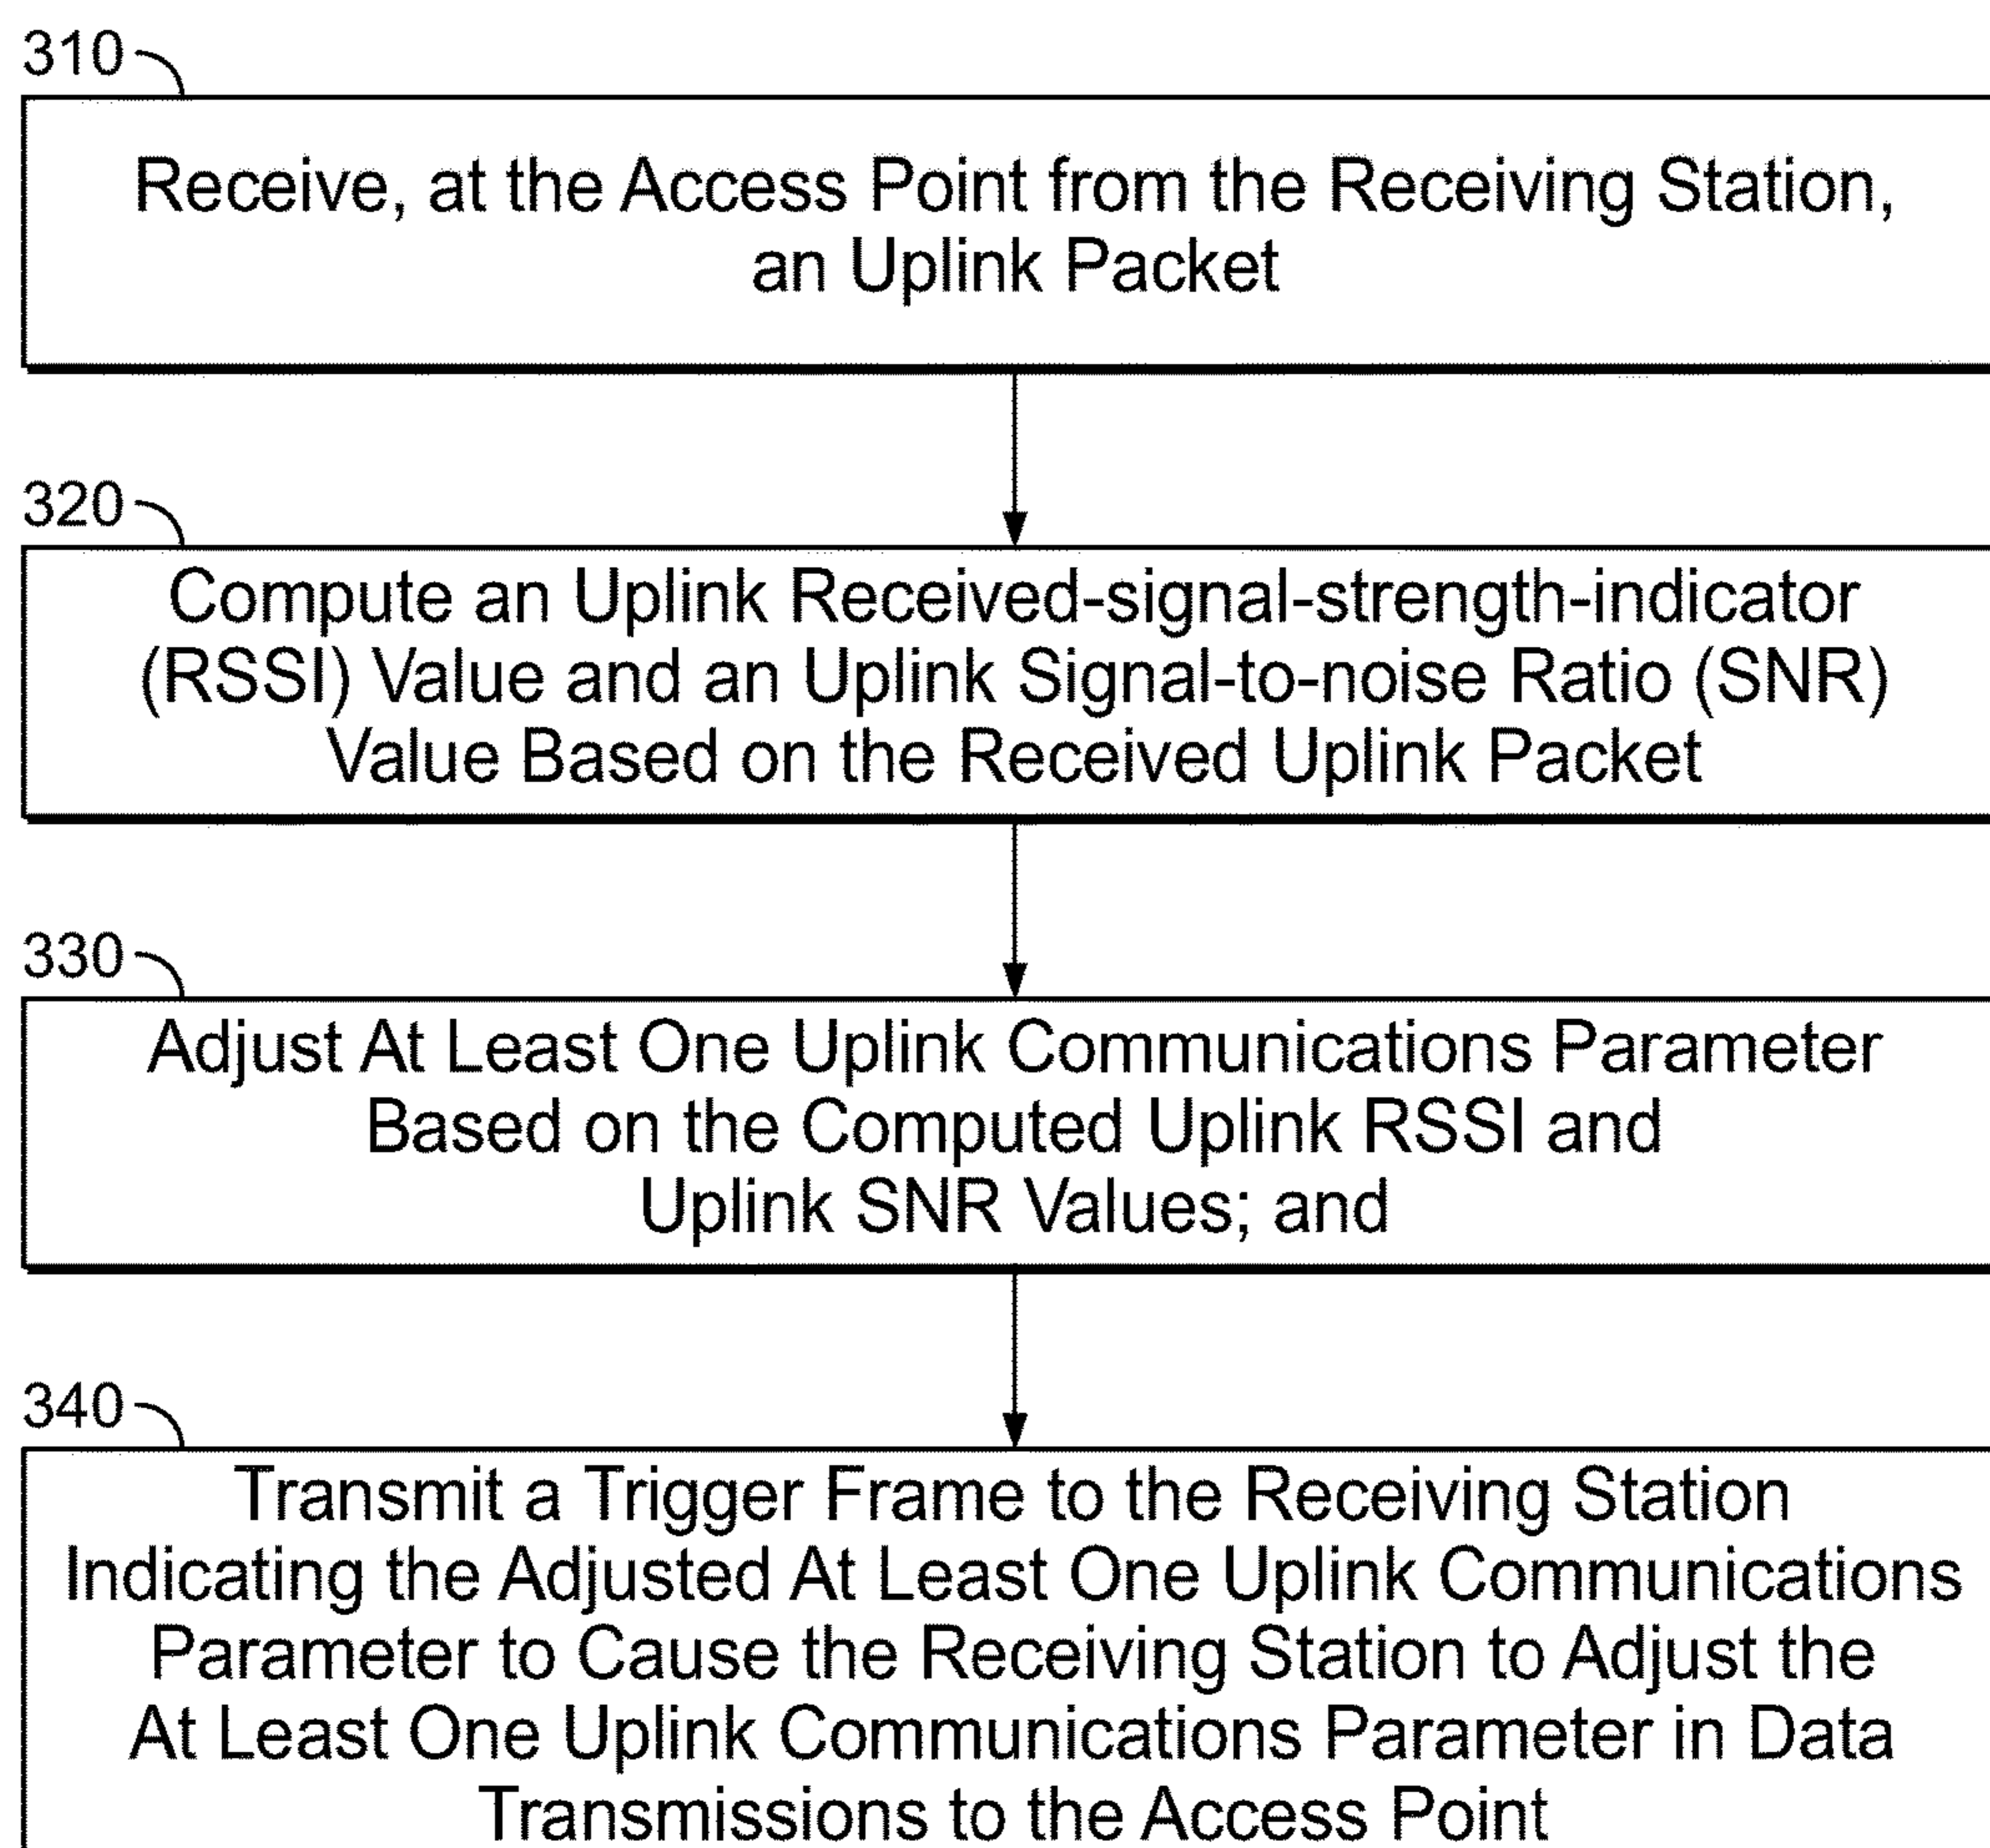 310
Receive, at the Access Point from the Receiving Station,
an Uplink Packet
320
Compute an Uplink Received-signal-strength-indicator
(RSSI) Value and an Uplink Signal-to-noise Ratio (SNR)
Value Based on the Received Uplink Packet
330
Adjust At Least One Uplink Communications Parameter
Based on the Computed Uplink RSSI and
Uplink SNR Values; and
340
Transmit a Trigger Frame to the Receiving Station
Indicating the Adjusted At Least One Uplink Communications
Parameter to Cause the Receiving Station to Adjust the
At Least One Uplink Communications Parameter in Data
Transmissions to the Access Point